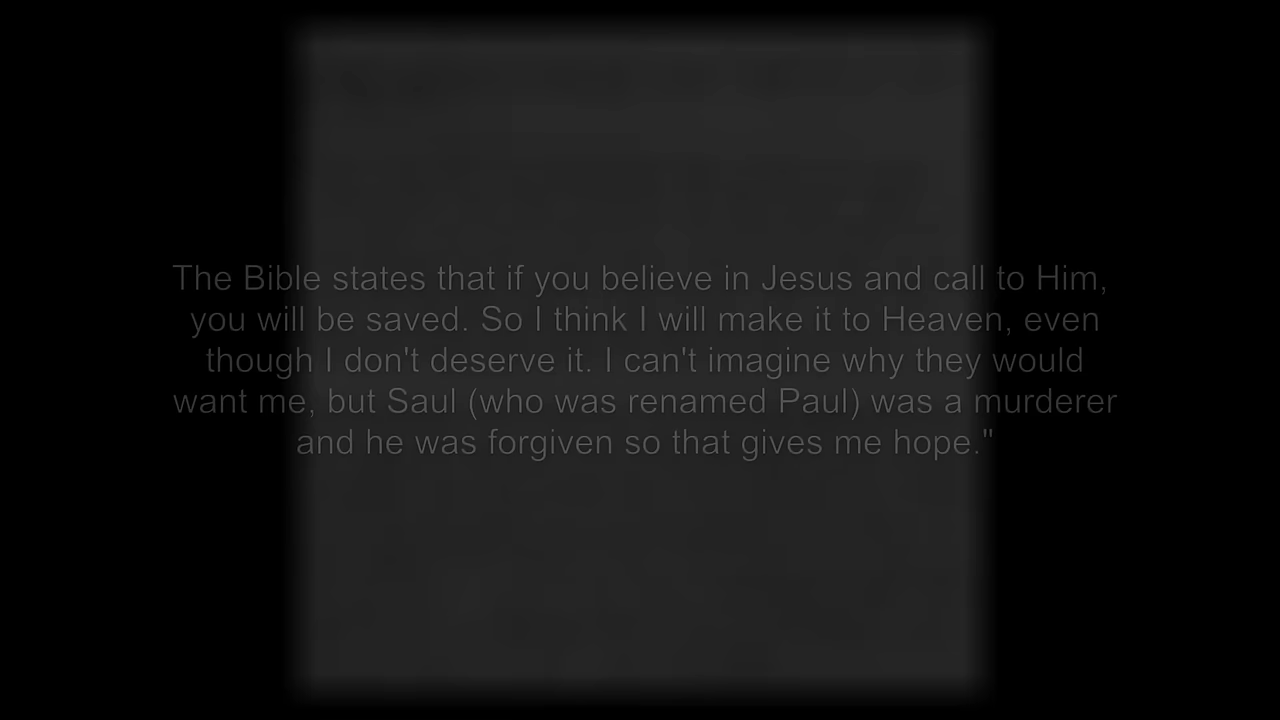 The Bible states that if you believe in Jesus and call to Him,
you will be saved. So I think I will make it to Heaven, even
though I don't deserve it. I can't imagine why they would
want me, but Saul (who was renamed Paul) was a murderer
and he was forgiven so that gives me hope."